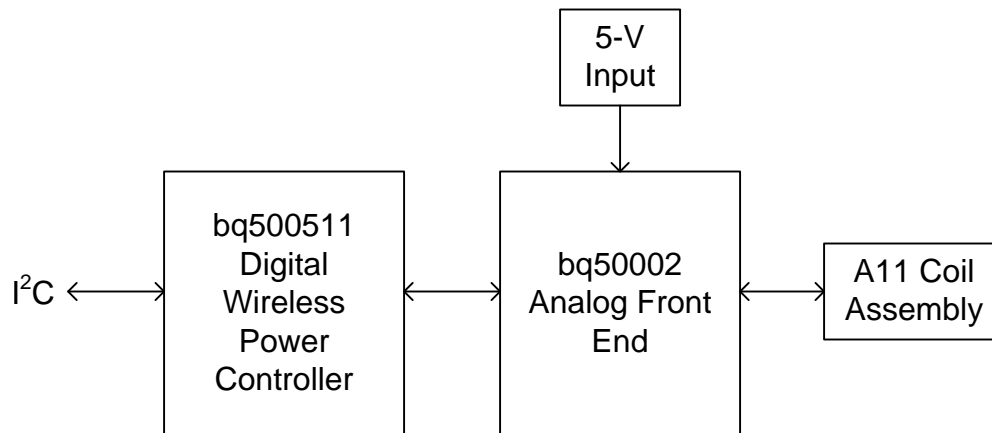 5-V
Input
bq500511
Digital
Wireless
Power
Controller
bq50002
Analog Front
End
A11 Coil
Assembly
I²C